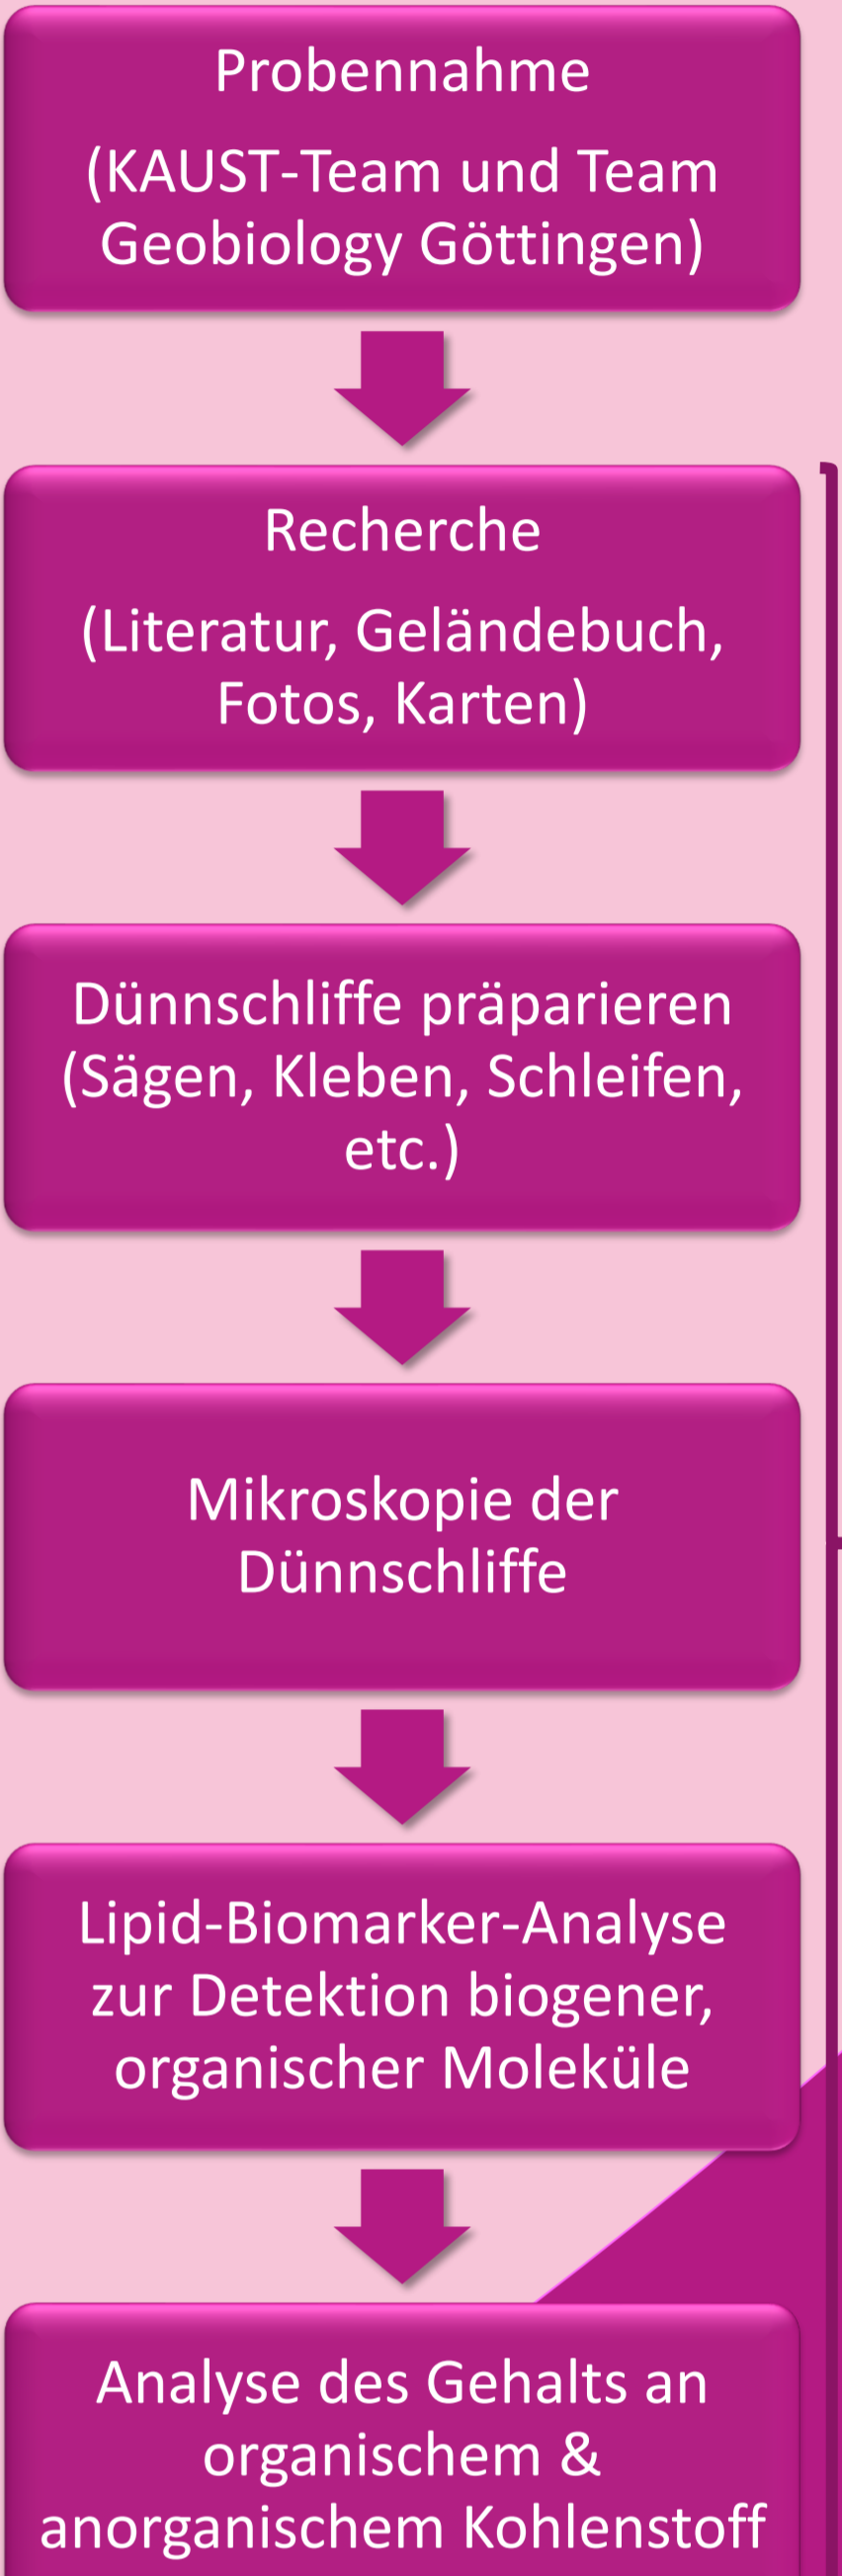 Probennahme
(KAUST-Team und Team
Geobiology Göttingen)
Recherche
(Literatur, Geländebuch,
Fotos, Karten)
Dünnschliffe präparieren
(Sägen, Kleben, Schleifen,
etc.)
Mikroskopie der
Dünnschliffe
Lipid-Biomarker-Analyse
zur Detektion biogener,
organischer Moleküle
Analyse des Gehalts an
organischem &
anorganischem Kohlenstoff